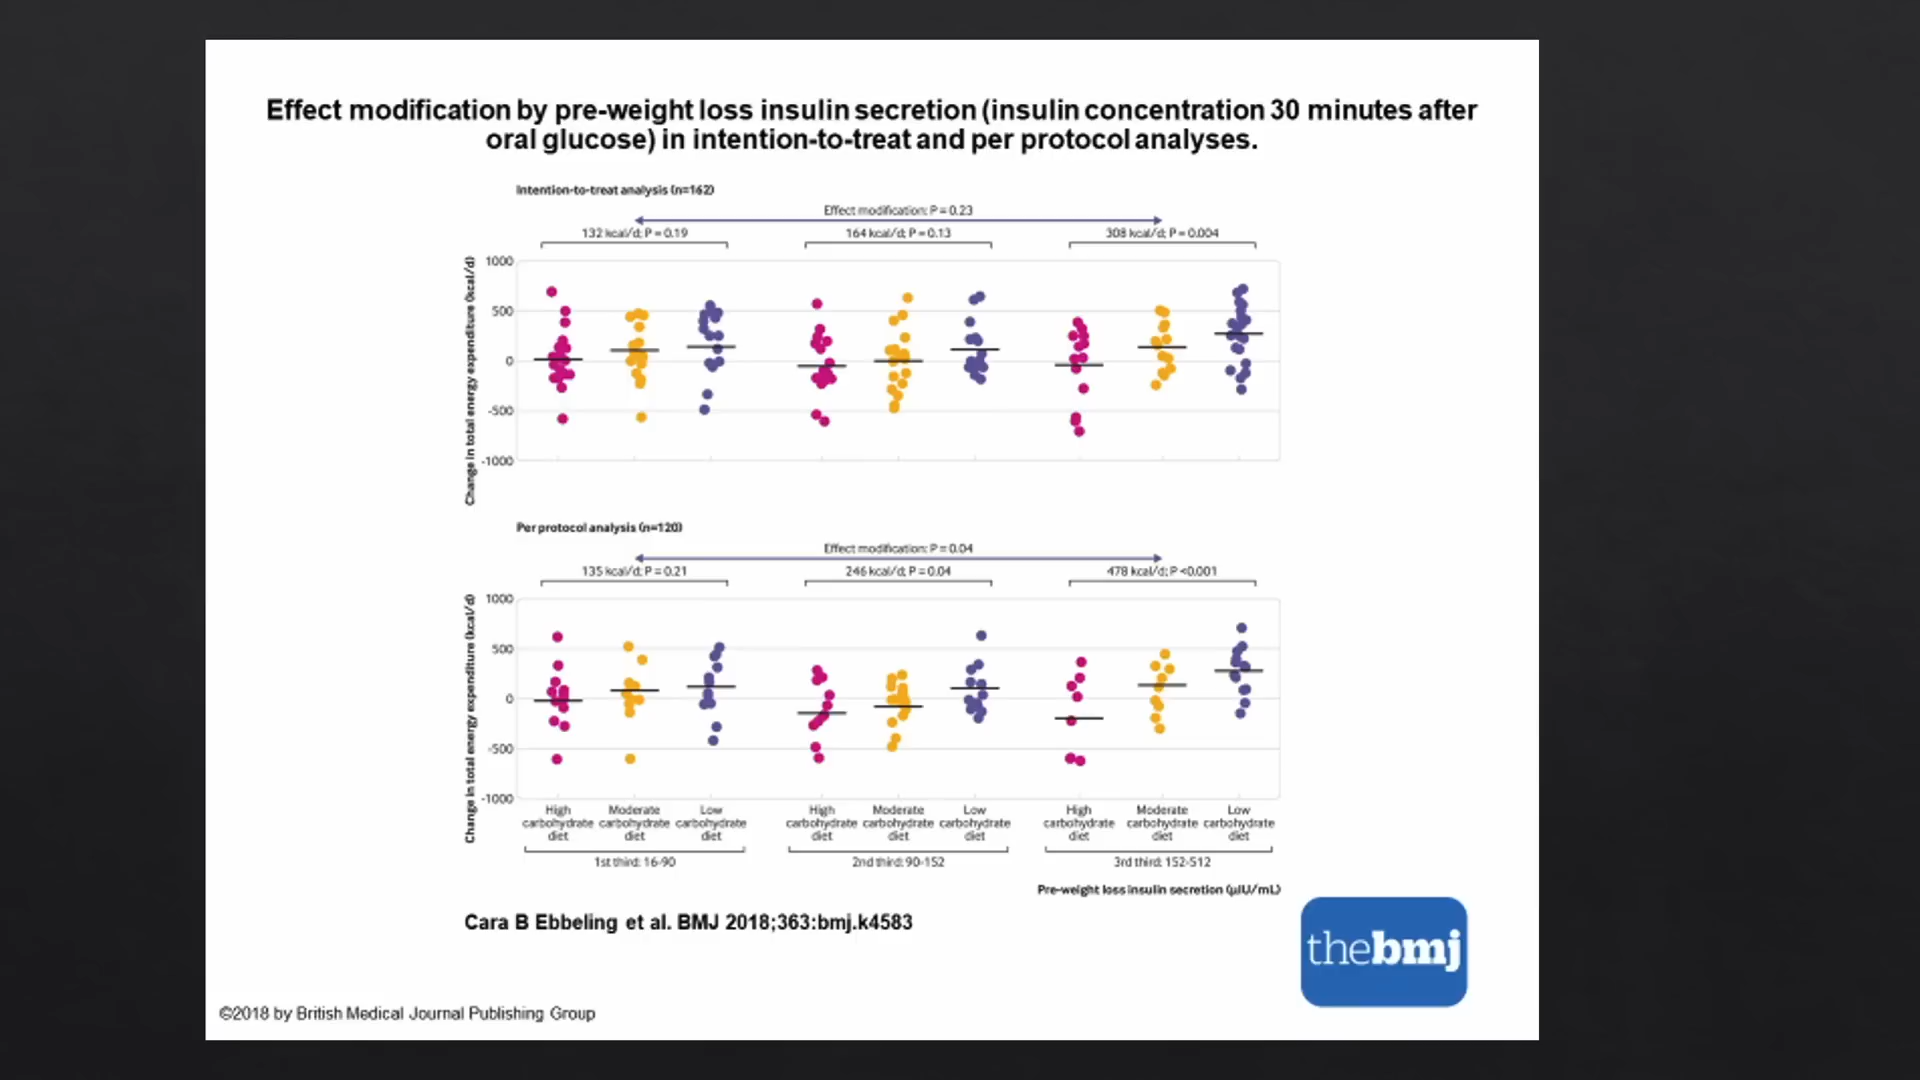 Effect modification by pre-weight loss insulin secretion (insulin concentration 30 minutes after
oral glucose) in intention-to-treat and per protocol analyses.
Intention-to-treat analysis (n=162)
Effect modification: P = 0.23
132 kcal/d; P = 0.19
164 kcal/d; P = 0.13
308 kcal/d; P = 0.004
Change in total energy expenditure (kcal/d)
1000
500
0
-500
-1000
Per protocol analysis (n=120)
Effect modification: P = 0.04
135 kcal/d; P = 0.21
246 kcal/d; P = 0.04
478 kcal/d; P <0.001
Change in total energy expenditure (kcal/d)
1000
500
0
-500
-1000
High carbohydrate diet
Moderate carbohydrate diet
Low carbohydrate diet
High carbohydrate diet
Moderate carbohydrate diet
Low carbohydrate diet
High carbohydrate diet
Moderate carbohydrate diet
Low carbohydrate diet
1st third: 16-90
2nd third: 90-152
3rd third: 152-512
Pre-weight loss insulin secretion (µIU/mL)
Cara B Ebbeling et al. BMJ 2018;363:bmj.k4583
thebmj
©2018 by British Medical Journal Publishing Group